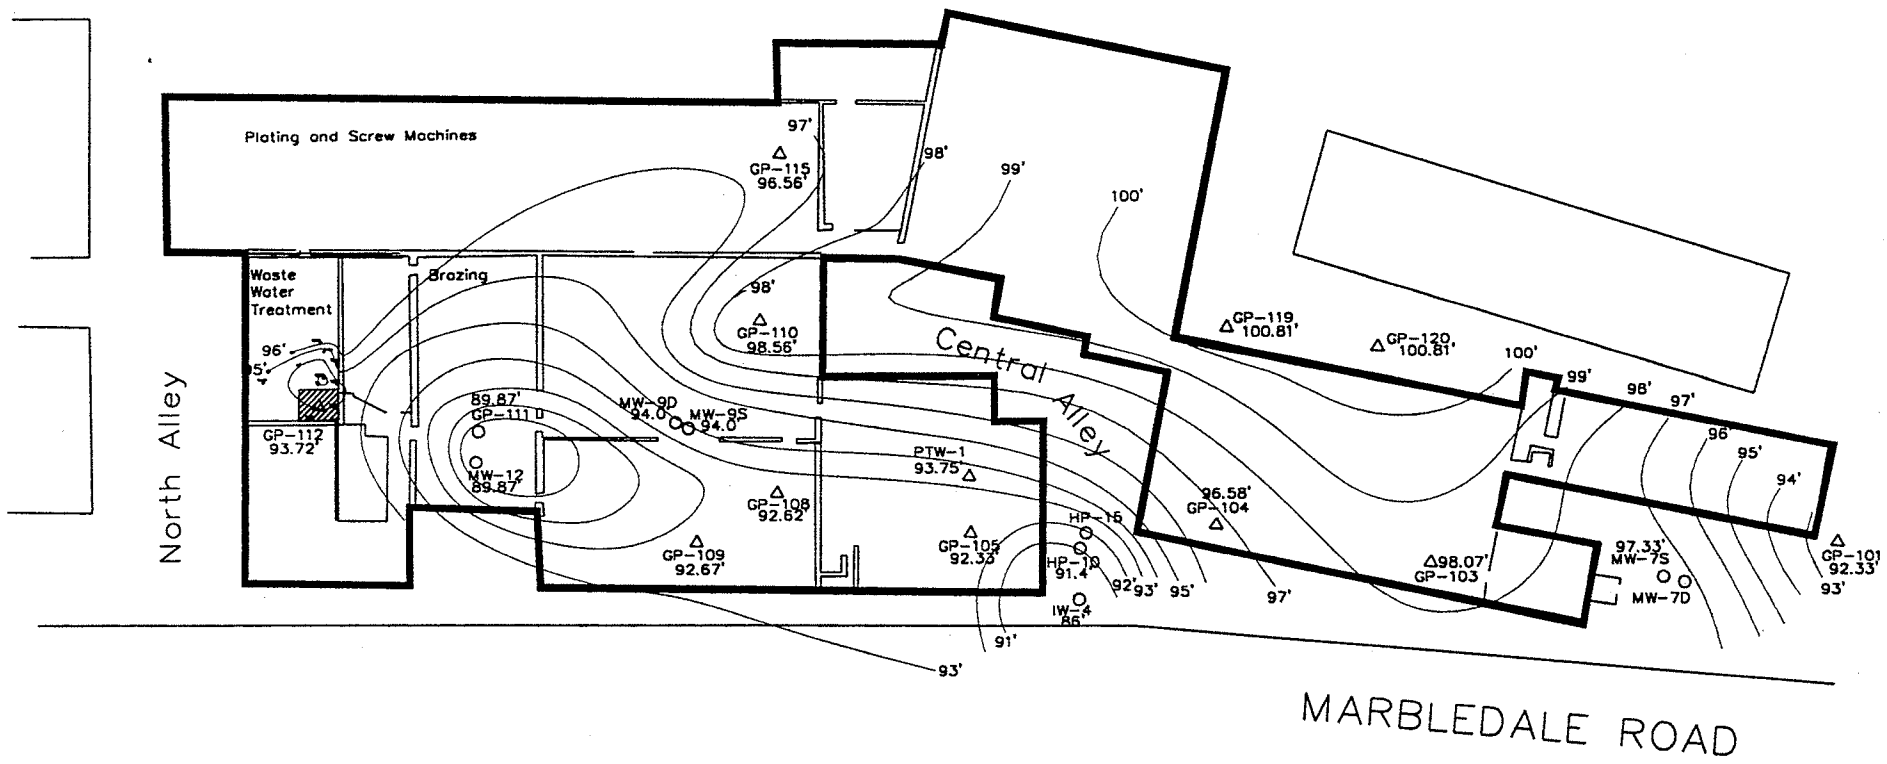 Plating and Screw Machines
97'
GP-115
96.56'
98'
99'
100'
Waste
Water
Treatment
Brazing
98'
GP-110
98.56'
96'
GP-119
100.81'
GP-120
100.81'
100'
99'
98'
97'
96'
95'
94'
Central
Alley
North Alley
89.87'
GP-111
MW-9D
94.0'
MW-9S
94.0'
GP-112
93.72'
MW-12
89.87'
GP-108
92.62'
PTW-1
93.75'
96.58'
GP-104
GP-109
92.67'
GP-105
92.33'
HP-15
HP-10
91.4'
92'
93'
95'
97'
IW-4
86'
91'
93'
98.07'
GP-103
97.33'
MW-7S
MW-7D
GP-101
92.33'
93'
MARBLEDALE ROAD